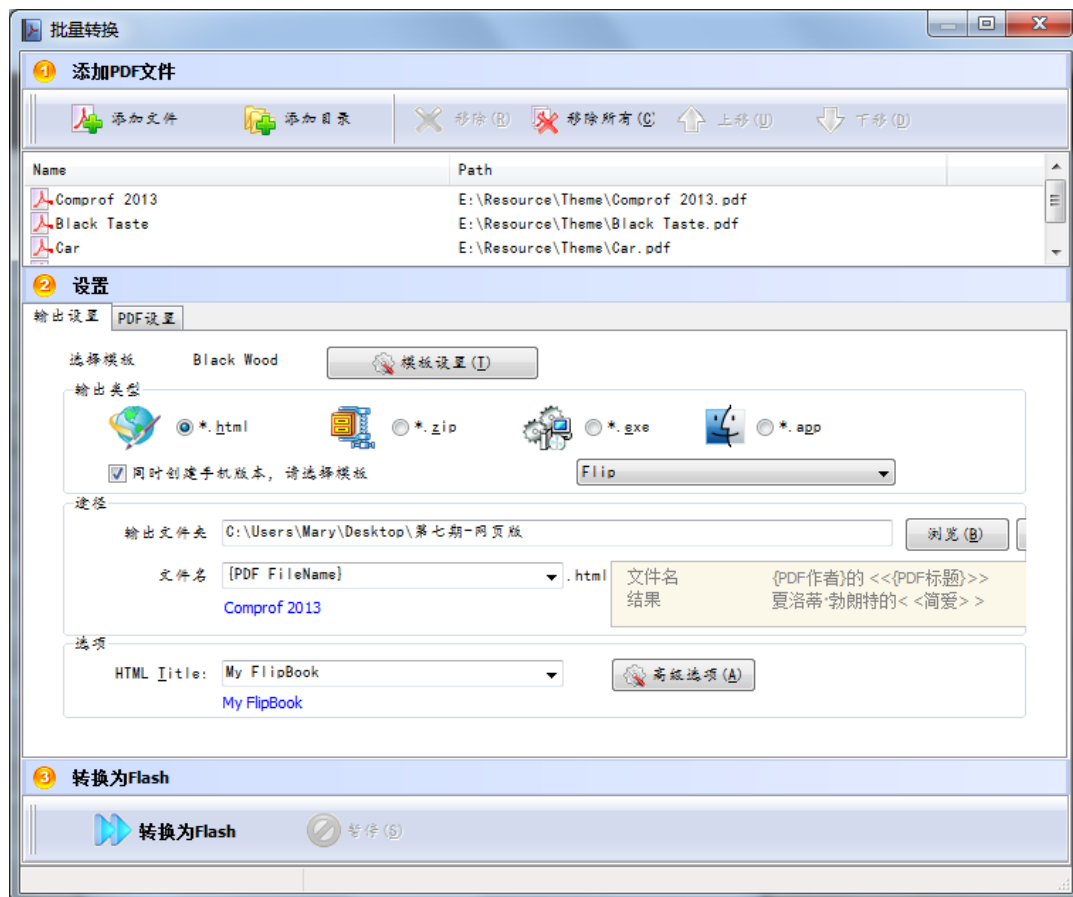 批量转换
1 添加PDF文件
添加文件 添加目录 移除(R) 移除所有(C) 上移(U) 下移(D)
Name Path
Comprof 2013 E:\Resource\Theme\Comprof 2013.pdf
Black Taste E:\Resource\Theme\Black Taste.pdf
Car E:\Resource\Theme\Car.pdf
2 设置
输出设置 PDF设置
选择模板 Black Wood 模板设置(T)
输出类型
*.html *.zip *.exe *.app
同时创建手机版本，请选择模板 Flip
途径
输出文件夹 C:\Users\Mary\Desktop\第七期-网页版 浏览(B)
文件名 {PDF FileName} .html 文件名 {PDF作者}的 <<{PDF标题}>>
结果 夏洛蒂·勃朗特的< <简爱> >
Comprof 2013
选项
HTML Title: My FlipBook 高级选项(A)
My FlipBook
3 转换为Flash
转换为Flash 暂停(S)